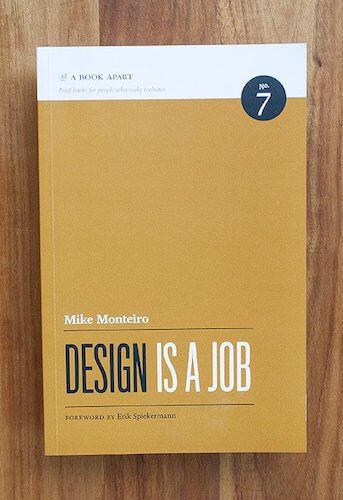 A BOOK APART
Brief books for people who make websites
No.
7
Mike Monteiro
DESIGN IS A JOB
FOREWORD BY Erik Spiekermann